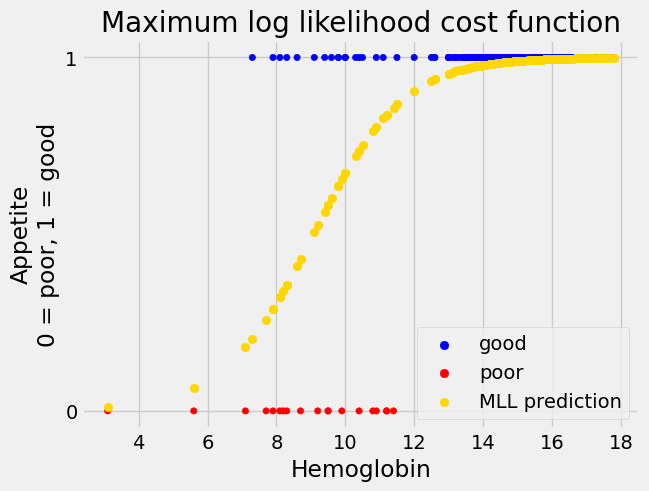 Maximum log likelihood cost function
Appetite
0 = poor, 1 = good
1
0
good
poor
MLL prediction
4 6 8 10 12 14 16 18
Hemoglobin